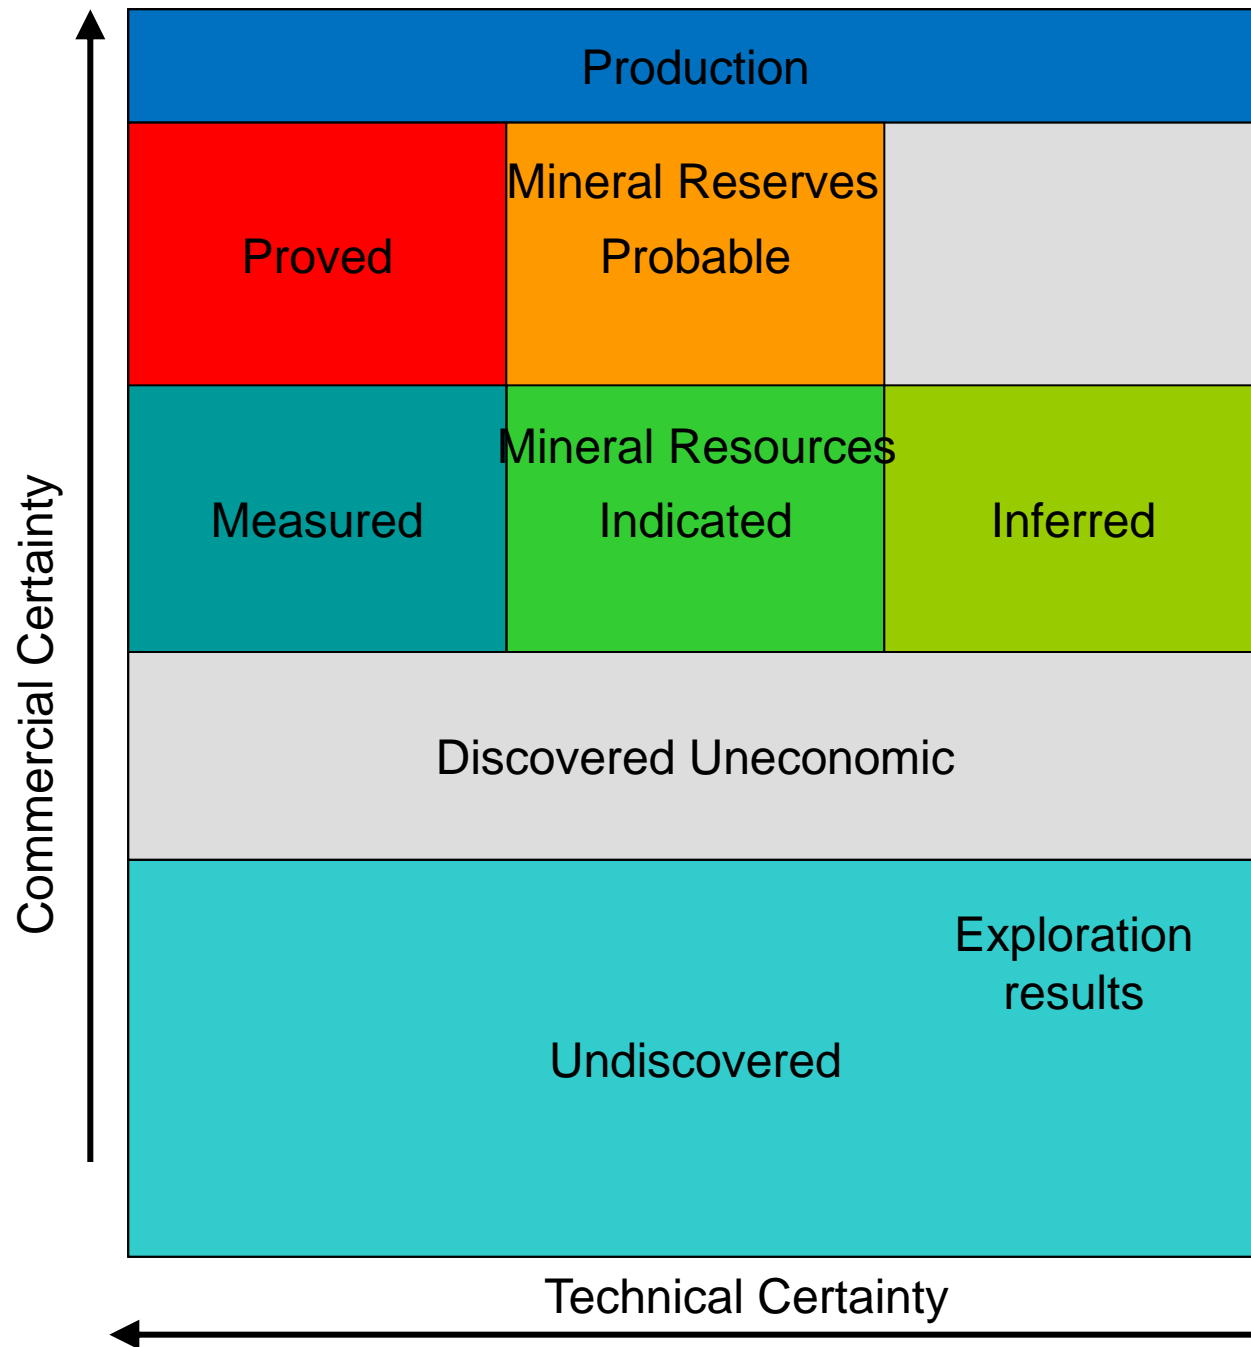 Production
Mineral Reserves
Proved
Probable
Mineral Resources
Measured
Indicated
Inferred
Discovered Uneconomic
Exploration
results
Undiscovered
Commercial Certainty
Technical Certainty